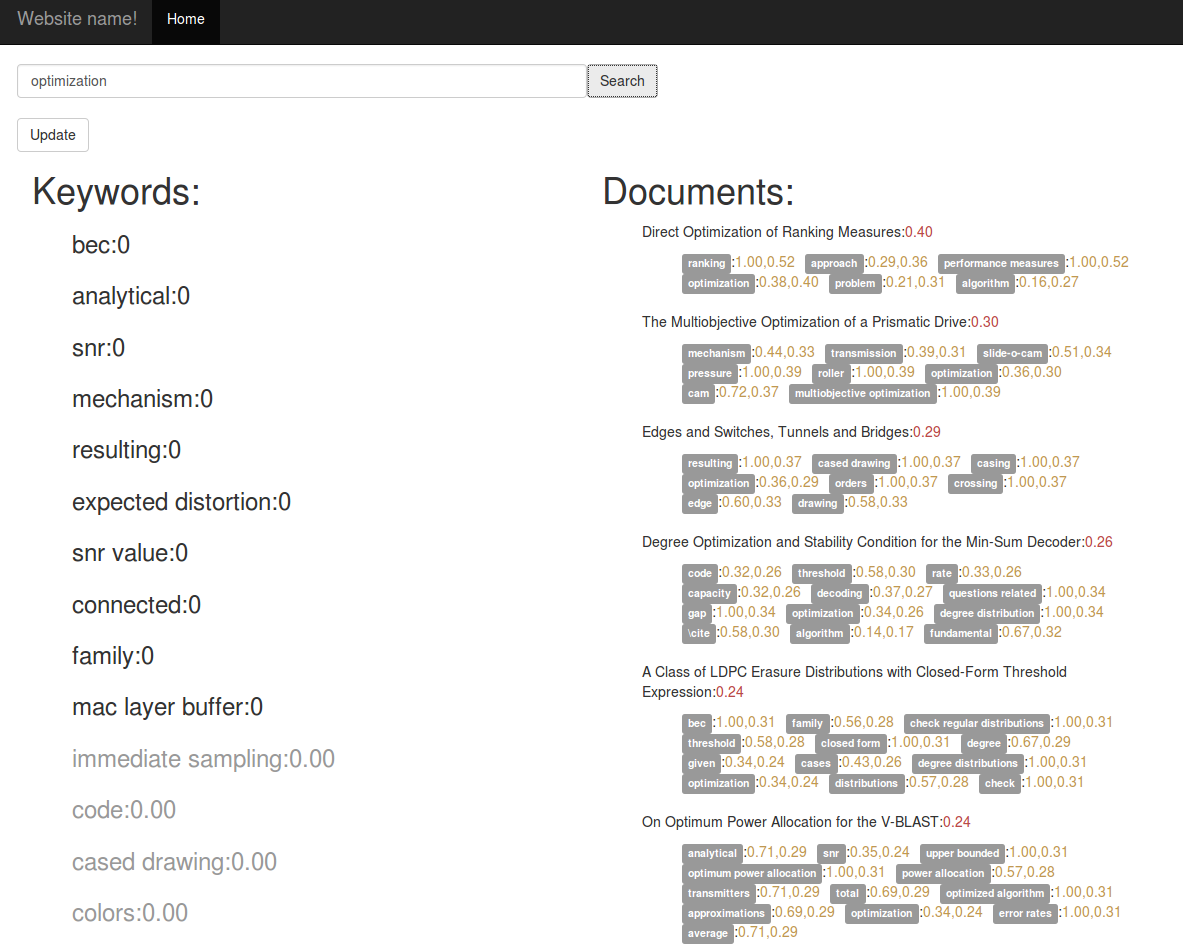 Website name! Home
optimization Search
Update
Keywords:
bec:0
analytical:0
snr:0
mechanism:0
resulting:0
expected distortion:0
snr value:0
connected:0
family:0
mac layer buffer:0
immediate sampling:0.00
code:0.00
cased drawing:0.00
colors:0.00
Documents:
Direct Optimization of Ranking Measures:0.40
ranking:1.00,0.52 approach:0.29,0.36 performance measures:1.00,0.52
optimization:0.38,0.40 problem:0.21,0.31 algorithm:0.16,0.27
The Multiobjective Optimization of a Prismatic Drive:0.30
mechanism:0.44,0.33 transmission:0.39,0.31 slide-o-cam:0.51,0.34
pressure:1.00,0.39 roller:1.00,0.39 optimization:0.36,0.30
cam:0.72,0.37 multiobjective optimization:1.00,0.39
Edges and Switches, Tunnels and Bridges:0.29
resulting:1.00,0.37 cased drawing:1.00,0.37 casing:1.00,0.37
optimization:0.36,0.29 orders:1.00,0.37 crossing:1.00,0.37
edge:0.60,0.33 drawing:0.58,0.33
Degree Optimization and Stability Condition for the Min-Sum Decoder:0.26
code:0.32,0.26 threshold:0.58,0.30 rate:0.33,0.26
capacity:0.32,0.26 decoding:0.37,0.27 questions related:1.00,0.34
gap:1.00,0.34 optimization:0.34,0.26 degree distribution:1.00,0.34
\cite:0.58,0.30 algorithm:0.14,0.17 fundamental:0.67,0.32
A Class of LDPC Erasure Distributions with Closed-Form Threshold
Expression:0.24
bec:1.00,0.31 family:0.56,0.28 check regular distributions:1.00,0.31
threshold:0.58,0.28 closed form:1.00,0.31 degree:0.67,0.29
given:0.34,0.24 cases:0.43,0.26 degree distributions:1.00,0.31
optimization:0.34,0.24 distributions:0.57,0.28 check:1.00,0.31
On Optimum Power Allocation for the V-BLAST:0.24
analytical:0.71,0.29 snr:0.35,0.24 upper bounded:1.00,0.31
optimum power allocation:1.00,0.31 power allocation:0.57,0.28
transmitters:0.71,0.29 total:0.69,0.29 optimized algorithm:1.00,0.31
approximations:0.69,0.29 optimization:0.34,0.24 error rates:1.00,0.31
average:0.71,0.29